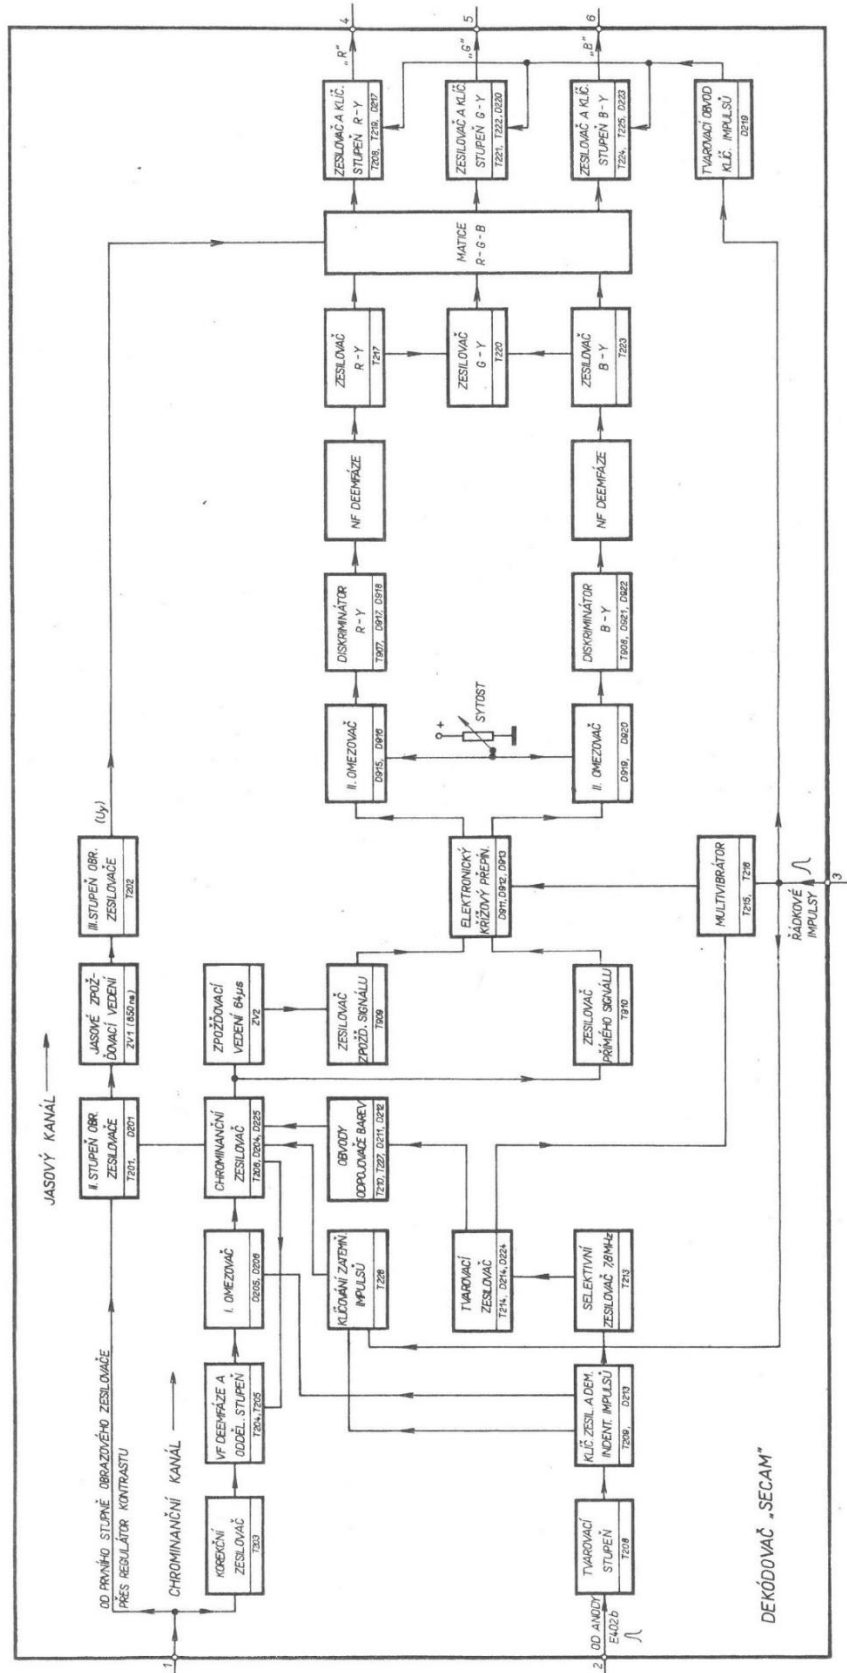 JASOVÝ KANÁL
OD PRVNÍHO STUPNĚ OBRAZOVÉHO ZESILOVAČE
PŘES REGULÁTOR KONTRASTU
II. STUPEŇ OBR.
ZESILOVAČE
T201, D201
JASOVÉ ZPOŽ-
ĎOVACÍ VEDENÍ
ZV1 (850 ns)
III. STUPEŇ OBR.
ZESILOVAČE
T202
(Uy)
CHROMINANČNÍ KANÁL
1
KOREKČNÍ
ZESILOVAČ
T203
VF DEEMFÁZE A
ODDĚL. STUPEŇ
T204, T205
I. OMEZOVAČ
D205, D206
CHROMINANČNÍ
ZESILOVAČ
T206, D204, D225
ZPOŽĎOVACÍ
VEDENÍ 64µs
ZV2
KLÍČOVÁNÍ ZATEMŇ.
IMPULSŮ
T226
OBVODY
ODPOJOVAČE BAREV
T210, T227, D211, D212
ZESILOVAČ
ZPOŽĎ. SIGNÁLU
T909
II. OMEZOVAČ
D915, D916
DISKRIMINÁTOR
R-Y
T907, D917, D918
NF DEEMFÁZE
ZESILOVAČ
R-Y
T217
MATICE
R-G-B
ZESILOVAČ A KLÍČ.
STUPEŇ R-Y
T208, T219, D217
„R"
4
TVAROVACÍ
ZESILOVAČ
T214, D214, D224
ELEKTRONICKÝ
KŘÍŽOVÝ PŘEPÍN.
D911, D912, D913
+
SYTOST
ZESILOVAČ
G-Y
T220
ZESILOVAČ A KLÍČ.
STUPEŇ G-Y
T221, T222, D220
„G"
5
OD ANODY
E402b
2
TVAROVACÍ
STUPEŇ
T208
KLÍČ. ZESIL. A DEM.
INDENT. IMPULSŮ
T209, D213
SELEKTIVNÍ
ZESILOVAČ 7,8MHz
T213
ZESILOVAČ
PŘÍMÉHO SIGNÁLU
T910
II. OMEZOVAČ
D919, D920
DISKRIMINÁTOR
B-Y
T908, D921, D922
NF DEEMFÁZE
ZESILOVAČ
B-Y
T223
ZESILOVAČ A KLÍČ.
STUPEŇ B-Y
T224, T225, D223
„B"
6
MULTIVIBRÁTOR
T215, T216
ŘÁDKOVÉ
IMPULSY
3
TVAROVACÍ OBVOD
KLÍČ. IMPULSŮ
D219
DEKÓDOVAČ „SECAM"